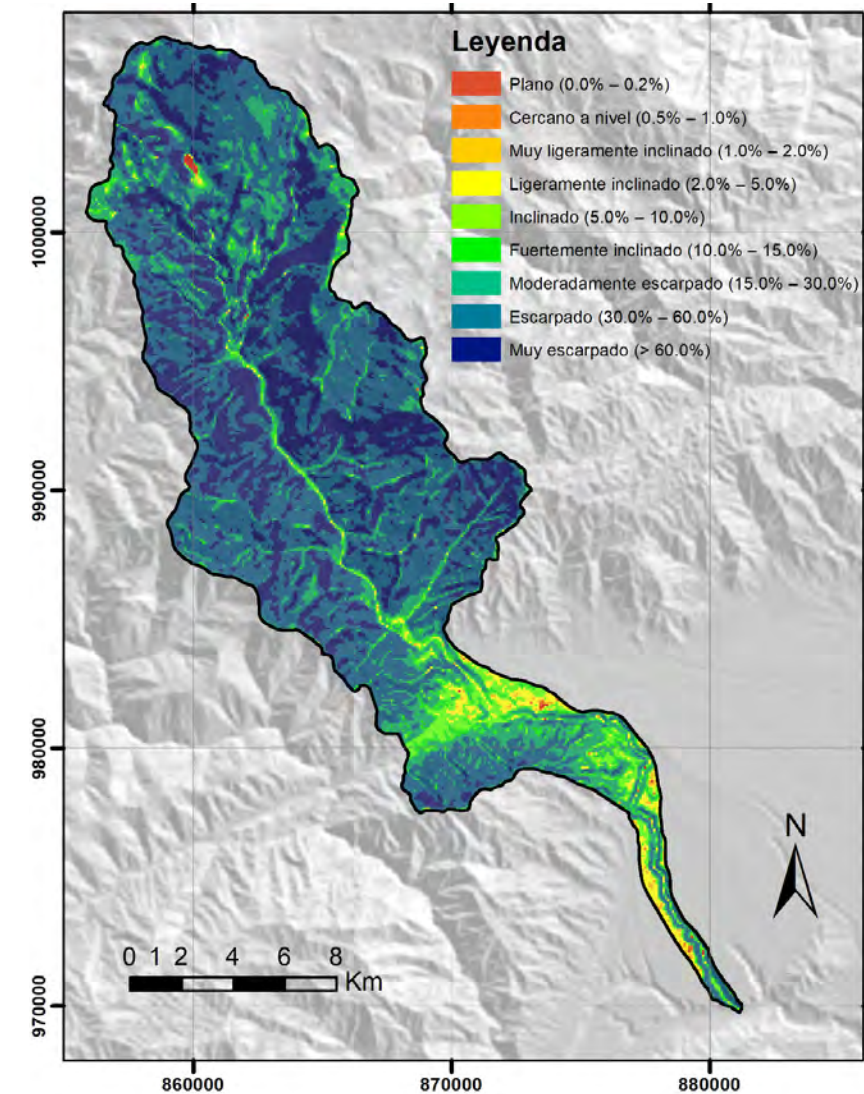 Leyenda
Plano (0.0% – 0.2%)
Cercano a nivel (0.5% – 1.0%)
Muy ligeramente inclinado (1.0% – 2.0%)
Ligeramente inclinado (2.0% – 5.0%)
Inclinado (5.0% – 10.0%)
Fuertemente inclinado (10.0% – 15.0%)
Moderadamente escarpado (15.0% – 30.0%)
Escarpado (30.0% – 60.0%)
Muy escarpado (> 60.0%)
1000000
990000
980000
970000
N
0 1 2 4 6 8
Km
860000 870000 880000